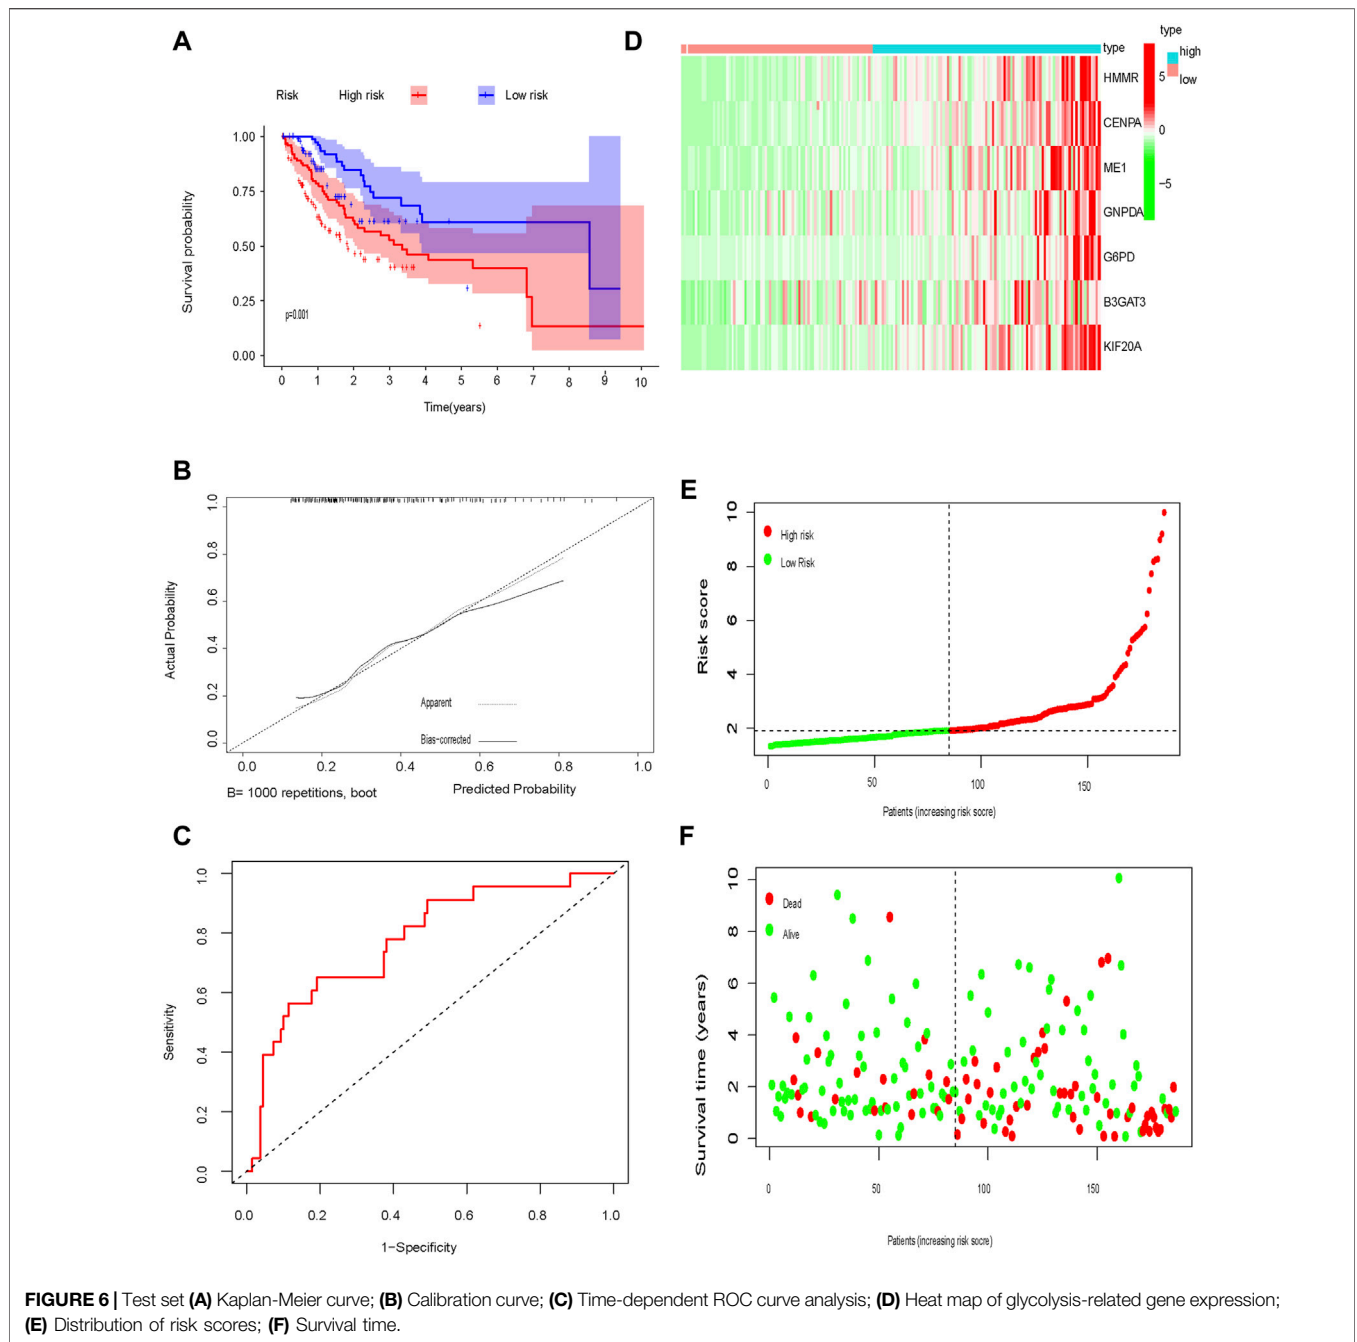 A
Risk High risk Low risk
1.00
0.75
0.50
0.25
0.00
Survival probability
p=0.001
0 1 2 3 4 5 6 7 8 9 10
Time(years)
D
type
HMMR
CENPA
ME1
GNPDA
G6PD
B3GAT3
KIF20A
type
high
low
5
0
−5
B
1.0
0.8
0.6
0.4
0.2
0.0
Actual Probability
Apparent
Bias−corrected
0.0 0.2 0.4 0.6 0.8 1.0
B= 1000 repetitions, boot Predicted Probability
E
10
8
6
4
2
Risk score
High risk
Low Risk
0 50 100 150
Patients (increasing risk socre)
C
1.0
0.8
0.6
0.4
0.2
0.0
Sensitivity
0.0 0.2 0.4 0.6 0.8 1.0
1−Specificity
F
10
8
6
4
2
0
Survival time (years)
Dead
Alive
0 50 100 150
Patients (increasing risk socre)
FIGURE 6 | Test set (A) Kaplan-Meier curve; (B) Calibration curve; (C) Time-dependent ROC curve analysis; (D) Heat map of glycolysis-related gene expression;
(E) Distribution of risk scores; (F) Survival time.